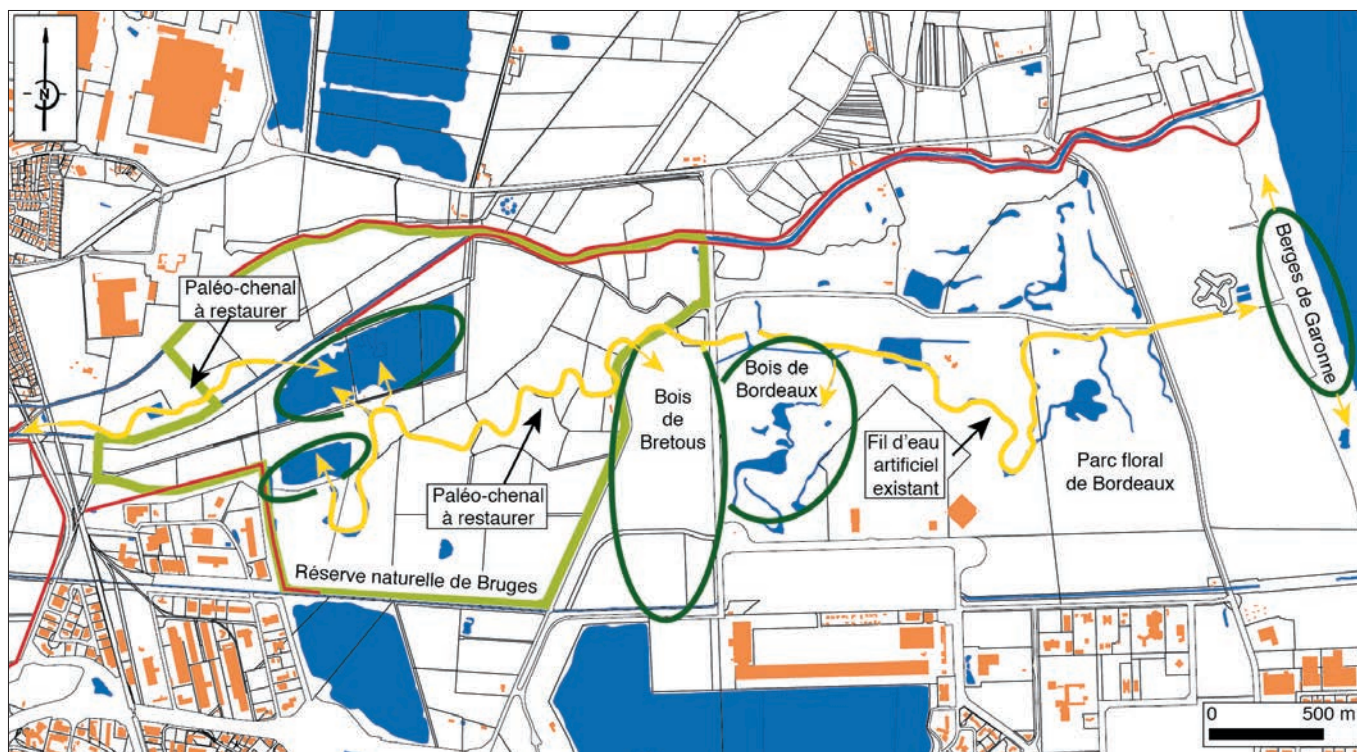 N
Paléo-chenal
à restaurer
Berges de Garonne
Bois de
Bordeaux
Bois
de
Bretous
Fil d'eau
artificiel
existant
Parc floral
de Bordeaux
Paléo-chenal
à restaurer
Réserve naturelle de Bruges
0 500 m